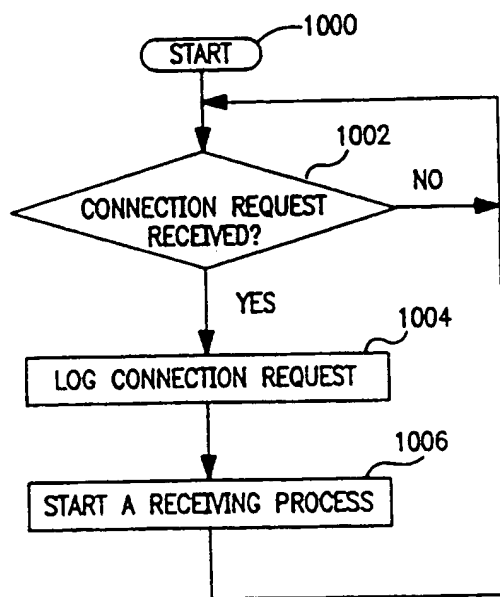 1000
START
1002
CONNECTION REQUEST
RECEIVED?
NO
YES
1004
LOG CONNECTION REQUEST
1006
START A RECEIVING PROCESS